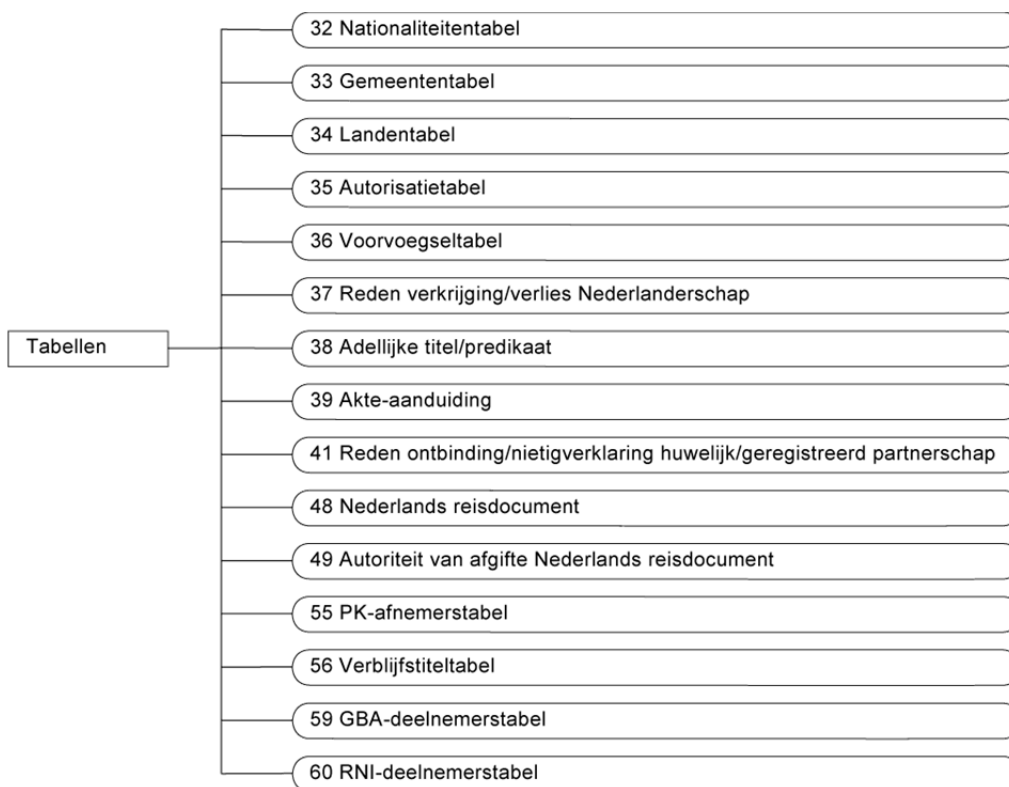 32 Nationaliteitentabel
33 Gemeententabel
34 Landentabel
35 Autorisatietabel
36 Voorvoegseltabel
37 Reden verkrijging/verlies Nederlanderschap
Tabellen
38 Adellijke titel/predikaat
39 Akte-aanduiding
41 Reden ontbinding/nietigverklaring huwelijk/geregistreerd partnerschap
48 Nederlands reisdocument
49 Autoriteit van afgifte Nederlands reisdocument
55 PK-afnemerstabel
56 Verblijfstiteltabel
59 GBA-deelnemerstabel
60 RNI-deelnemerstabel